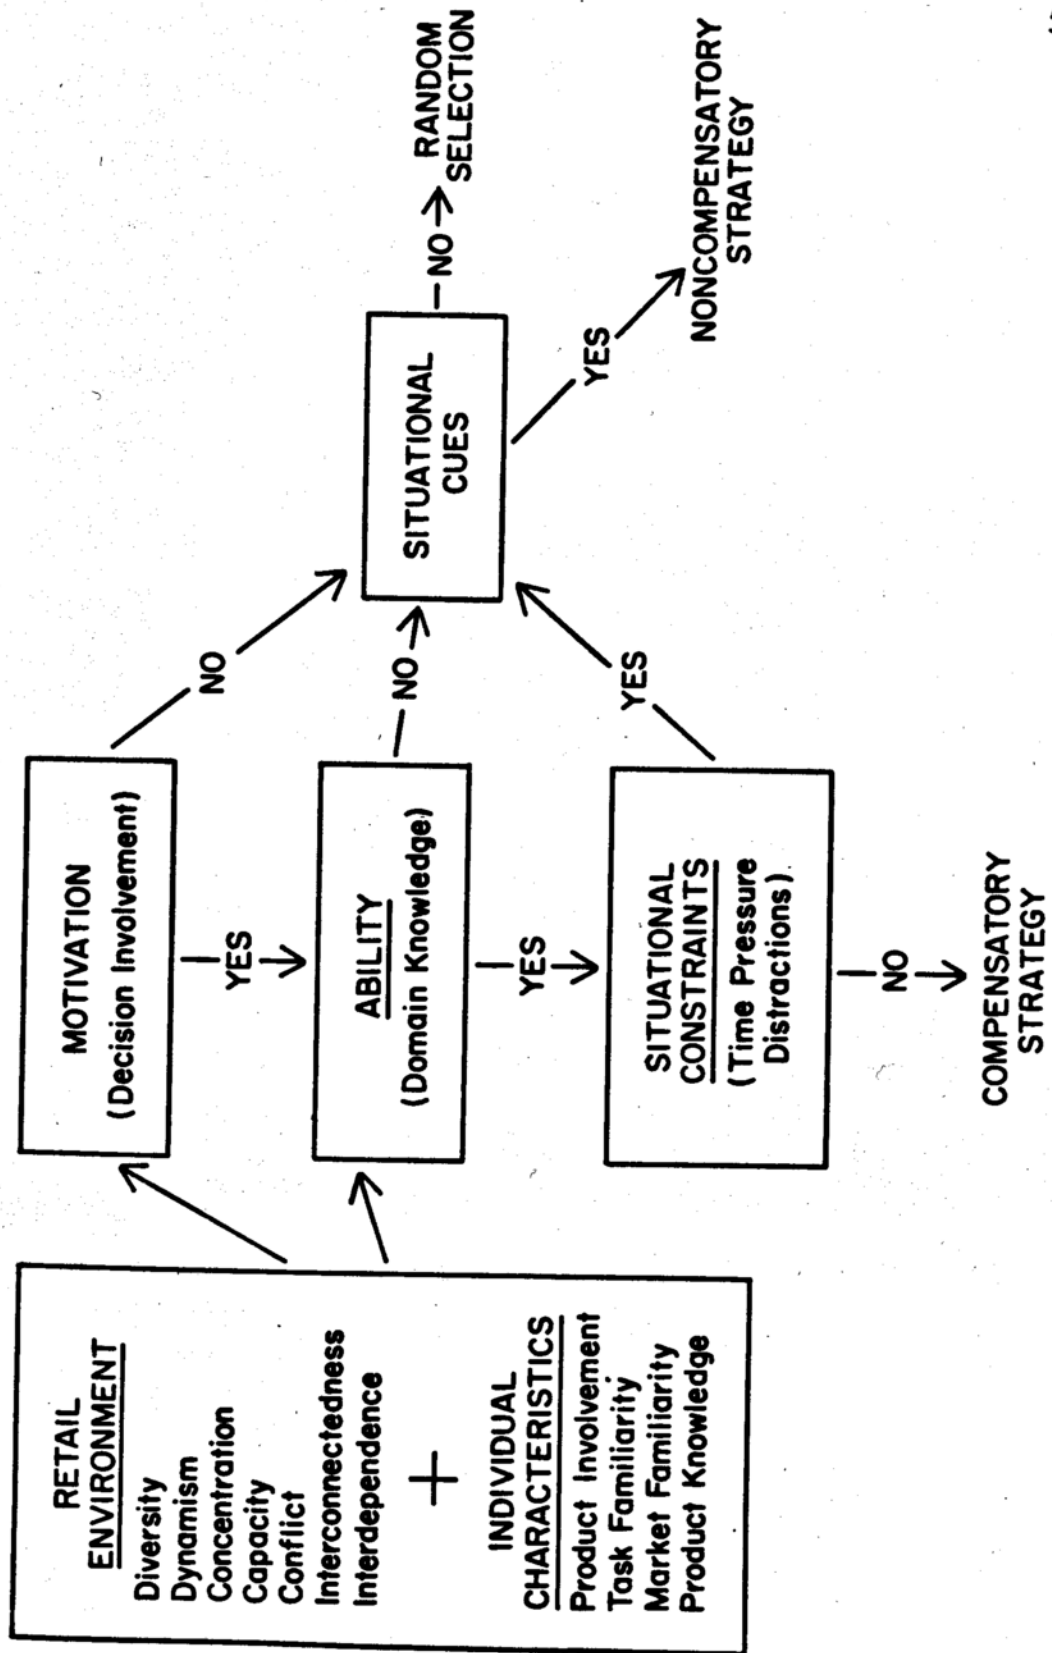 RETAIL
ENVIRONMENT
Diversity
Dynamism
Concentration
Capacity
Conflict
Interconnectedness
Interdependence
+
INDIVIDUAL
CHARACTERISTICS
Product Involvement
Task Familiarity
Market Familiarity
Product Knowledge
MOTIVATION
(Decision Involvement)
YES
NO
ABILITY
(Domain Knowledge)
YES
NO
SITUATIONAL
CONSTRAINTS
(Time Pressure
Distractions)
YES
NO
COMPENSATORY
STRATEGY
SITUATIONAL
CUES
NO
RANDOM
SELECTION
YES
NONCOMPENSATORY
STRATEGY